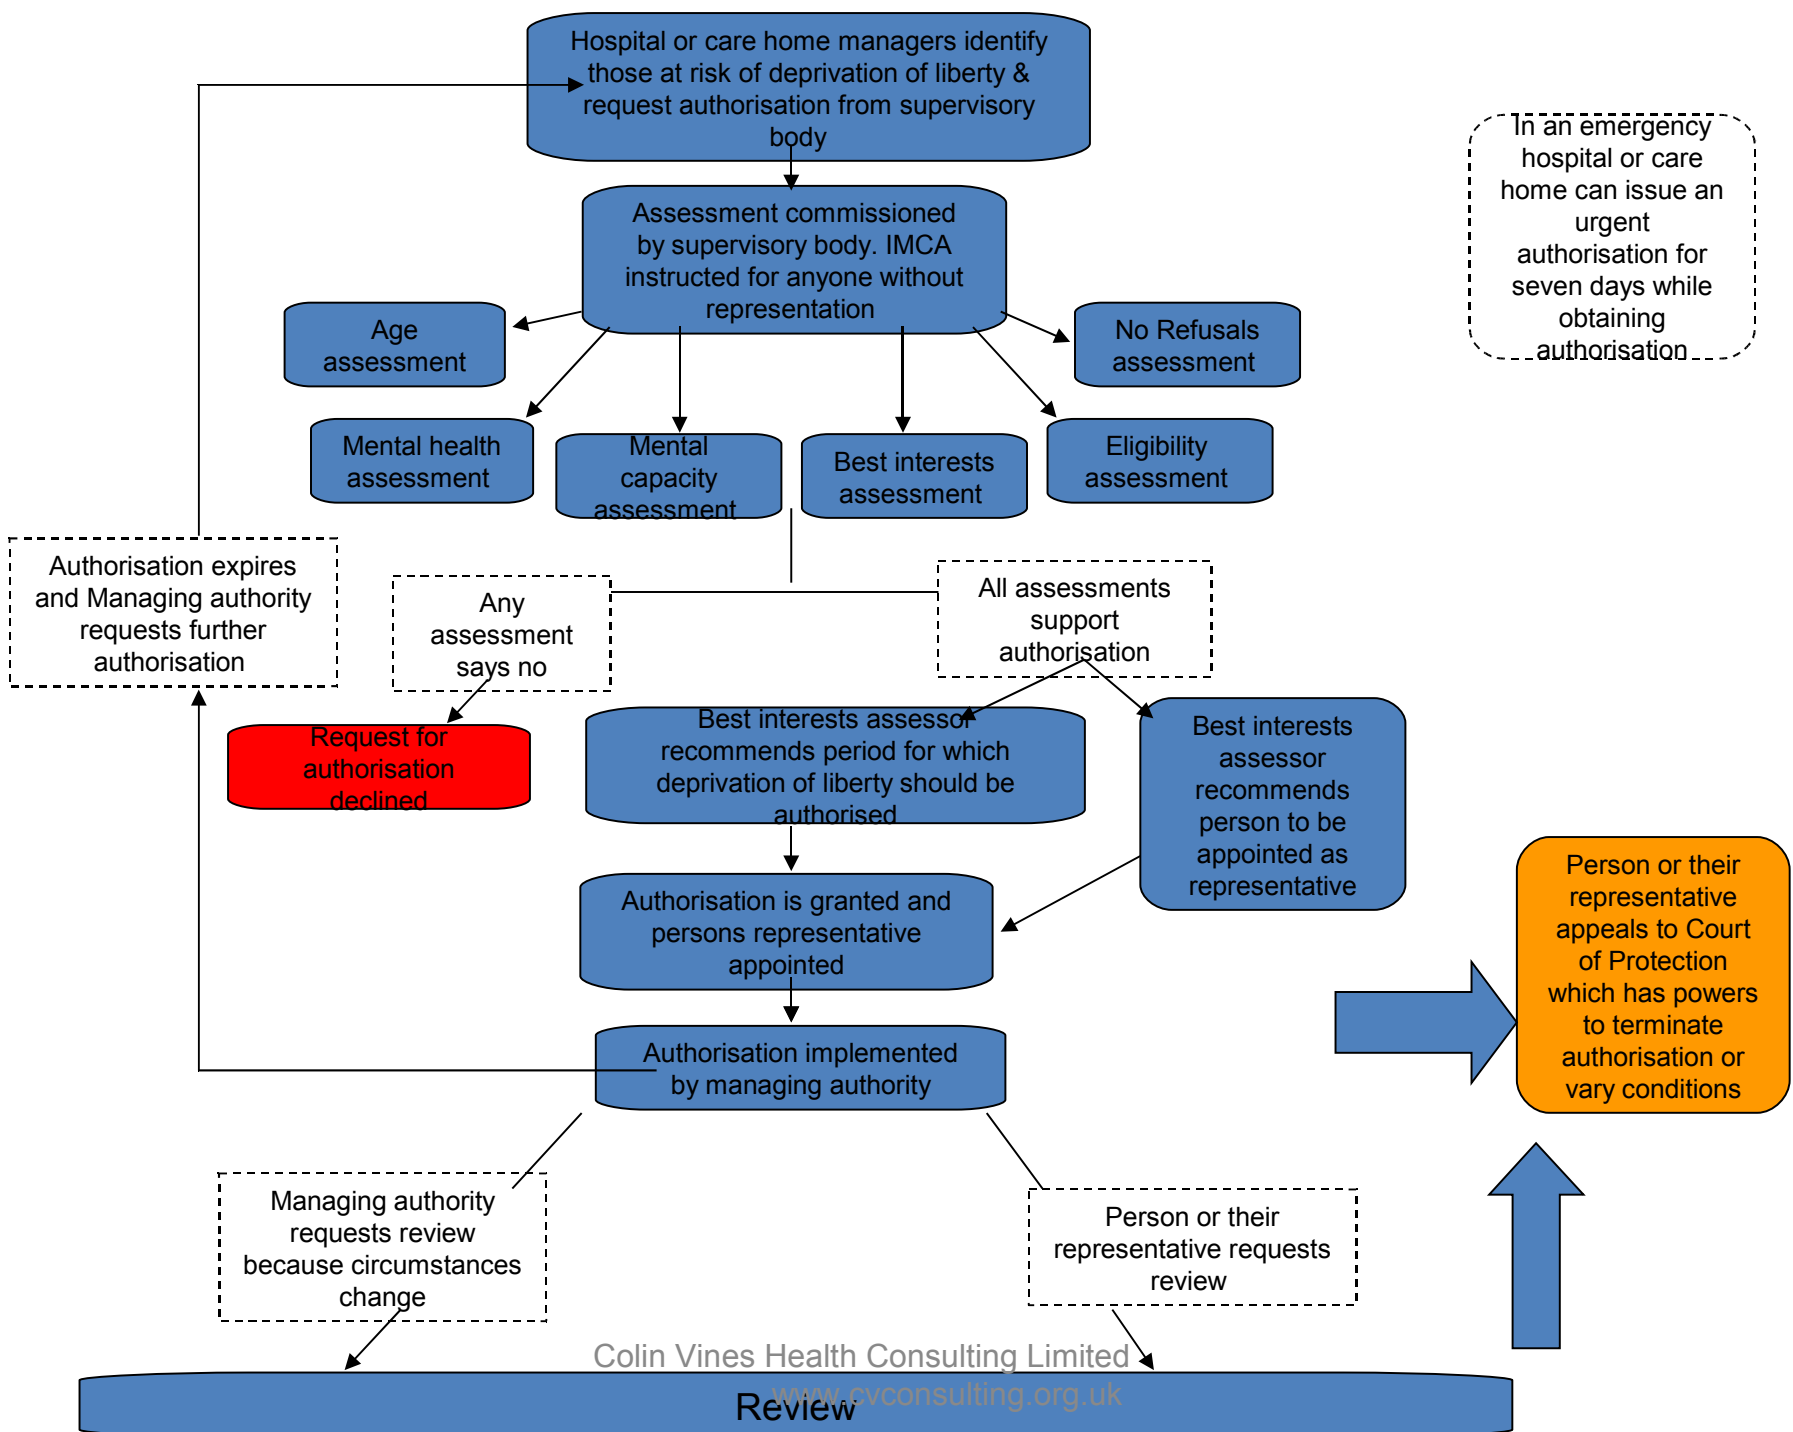 Hospital or care home managers identify
those at risk of deprivation of liberty &
request authorisation from supervisory
body
In an emergency
hospital or care
home can issue an
urgent
authorisation for
seven days while
obtaining
authorisation
Assessment commissioned
by supervisory body. IMCA
instructed for anyone without
representation
Age
assessment
No Refusals
assessment
Mental health
assessment
Mental
capacity
assessment
Best interests
assessment
Eligibility
assessment
Authorisation expires
and Managing authority
requests further
authorisation
Any
assessment
says no
All assessments
support
authorisation
Request for
authorisation
declined
Best interests assessor
recommends period for which
deprivation of liberty should be
authorised
Best interests
assessor
recommends
person to be
appointed as
representative
Authorisation is granted and
persons representative
appointed
Person or their
representative
appeals to Court
of Protection
which has powers
to terminate
authorisation or
vary conditions
Authorisation implemented
by managing authority
Managing authority
requests review
because circumstances
change
Person or their
representative requests
review
Colin Vines Health Consulting Limited
www.cvconsulting.org.uk
Review